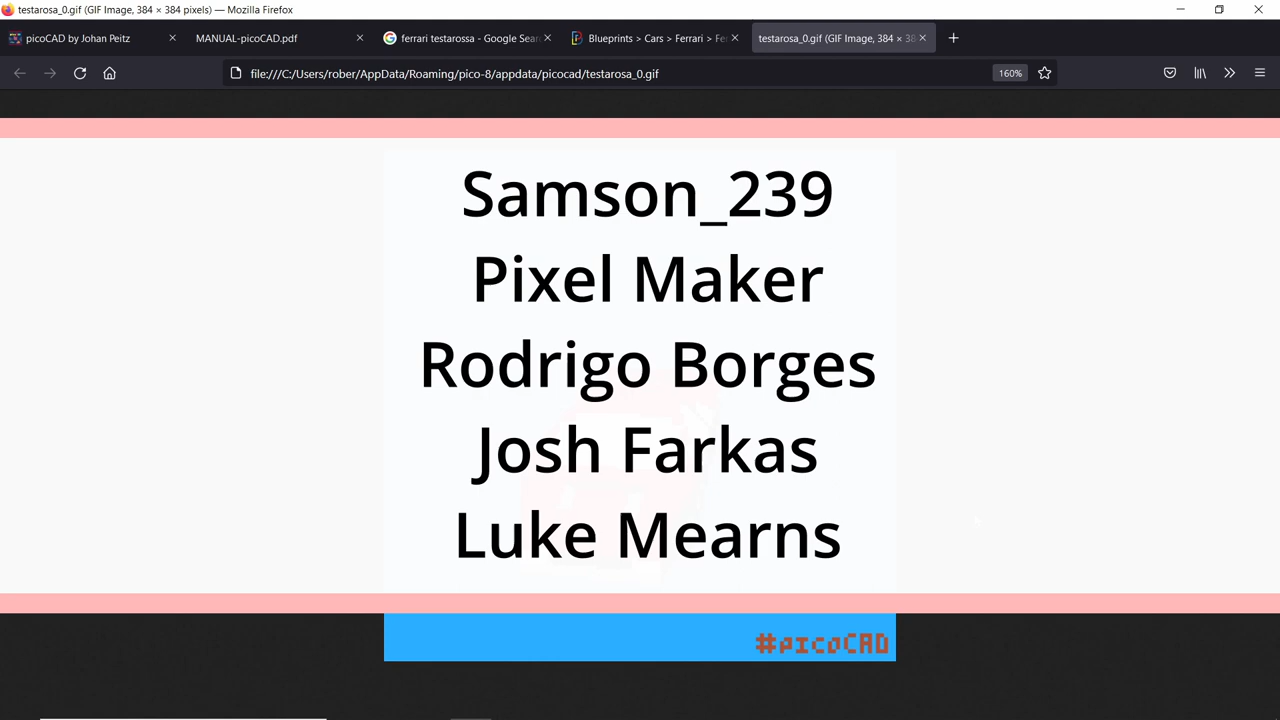 testarosa_0.gif (GIF Image, 384 × 384 pixels) — Mozilla Firefox
picoCAD by Johan Peitz
MANUAL-picoCAD.pdf
ferrari testarossa - Google Sear
Blueprints > Cars > Ferrari > Fe
testarosa_0.gif (GIF Image, 384 × 38
file:///C:/Users/rober/AppData/Roaming/pico-8/appdata/picocad/testarosa_0.gif
160%
Samson_239
Pixel Maker
Rodrigo Borges
Josh Farkas
Luke Mearns
#picoCAD